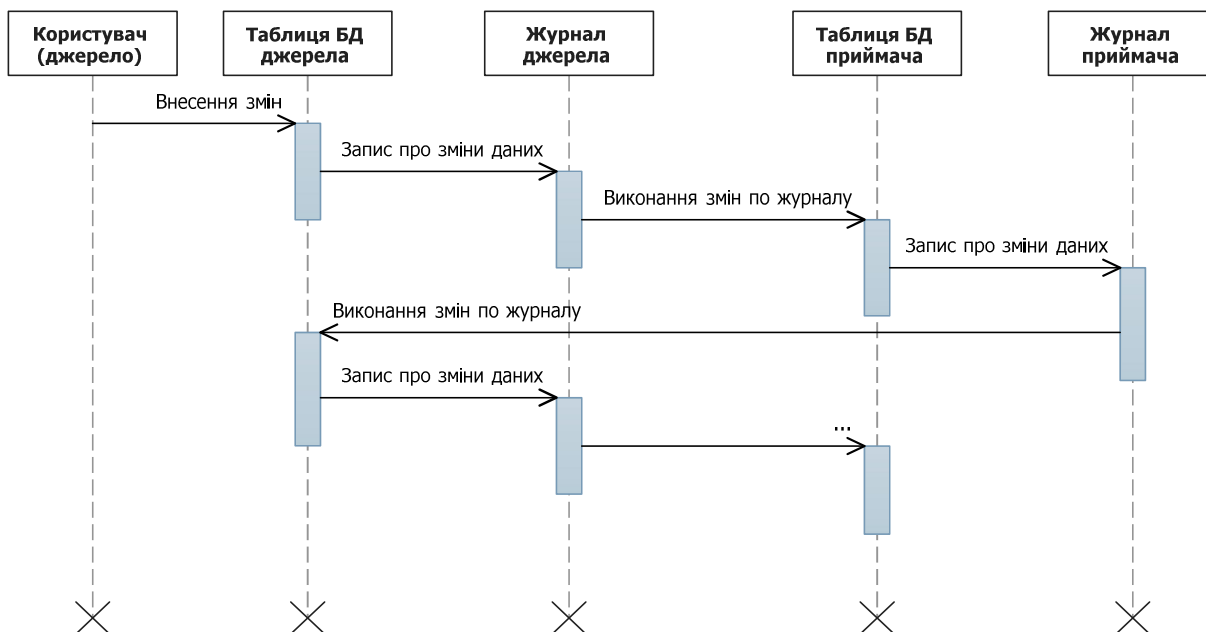 Користувач
(джерело)
Таблиця БД
джерела
Журнал
джерела
Таблиця БД
приймача
Журнал
приймача
Внесення змін
Запис про зміни даних
Виконання змін по журналу
Запис про зміни даних
Виконання змін по журналу
Запис про зміни даних
...